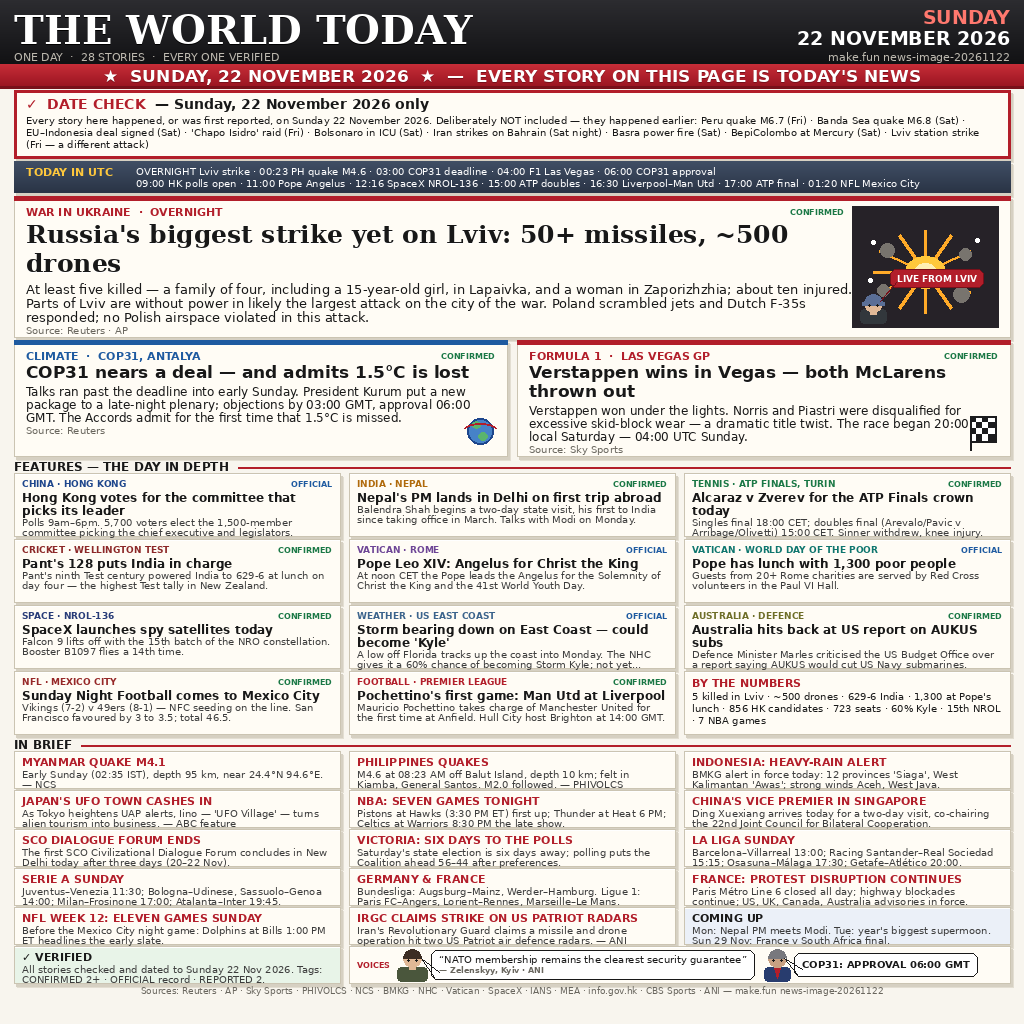 THE WORLD TODAY
ONE DAY · 28 STORIES · EVERY ONE VERIFIED
SUNDAY
22 NOVEMBER 2026
make.fun news-image-20261122
★ SUNDAY, 22 NOVEMBER 2026 ★ — EVERY STORY ON THIS PAGE IS TODAY'S NEWS
✓ DATE CHECK — Sunday, 22 November 2026 only
Every story here happened, or was first reported, on Sunday 22 November 2026. Deliberately NOT included — they happened earlier: Peru quake M6.7 (Fri) · Banda Sea quake M6.8 (Sat) ·
EU–Indonesia deal signed (Sat) · 'Chapo Isidro' raid (Fri) · Bolsonaro in ICU (Sat) · Iran strikes on Bahrain (Sat night) · Basra power fire (Sat) · BepiColombo at Mercury (Sat) · Lviv station strike
(Fri — a different attack)
TODAY IN UTC
OVERNIGHT Lviv strike · 00:23 PH quake M4.6 · 03:00 COP31 deadline · 04:00 F1 Las Vegas · 06:00 COP31 approval
09:00 HK polls open · 11:00 Pope Angelus · 12:16 SpaceX NROL-136 · 15:00 ATP doubles · 16:30 Liverpool–Man Utd · 17:00 ATP final · 01:20 NFL Mexico City
WAR IN UKRAINE · OVERNIGHT
CONFIRMED
Russia's biggest strike yet on Lviv: 50+ missiles, ~500
drones
At least five killed — a family of four, including a 15-year-old girl, in Lapaivka, and a woman in Zaporizhzhia; about ten injured.
Parts of Lviv are without power in likely the largest attack on the city of the war. Poland scrambled jets and Dutch F-35s
responded; no Polish airspace violated in this attack.
Source: Reuters · AP
LIVE FROM LVIV
CLIMATE · COP31, ANTALYA
CONFIRMED
COP31 nears a deal — and admits 1.5°C is lost
Talks ran past the deadline into early Sunday. President Kurum put a new
package to a late-night plenary; objections by 03:00 GMT, approval 06:00
GMT. The Accords admit for the first time that 1.5°C is missed.
Source: Reuters
FORMULA 1 · LAS VEGAS GP
CONFIRMED
Verstappen wins in Vegas — both McLarens
thrown out
Verstappen won under the lights. Norris and Piastri were disqualified for
excessive skid-block wear — a dramatic title twist. The race began 20:00
local Saturday — 04:00 UTC Sunday.
Source: Sky Sports
FEATURES — THE DAY IN DEPTH
CHINA · HONG KONG
OFFICIAL
Hong Kong votes for the committee that
picks its leader
Polls 9am–6pm. 5,700 voters elect the 1,500-member
committee picking the chief executive and legislators.
INDIA · NEPAL
CONFIRMED
Nepal's PM lands in Delhi on first trip abroad
Balendra Shah begins a two-day state visit, his first to India
since taking office in March. Talks with Modi on Monday.
TENNIS · ATP FINALS, TURIN
CONFIRMED
Alcaraz v Zverev for the ATP Finals crown
today
Singles final 18:00 CET; doubles final (Arevalo/Pavic v
Arribage/Olivetti) 15:00 CET. Sinner withdrew, knee injury.
CRICKET · WELLINGTON TEST
CONFIRMED
Pant's 128 puts India in charge
Pant's ninth Test century powered India to 629-6 at lunch on
day four — the highest Test tally in New Zealand.
VATICAN · ROME
OFFICIAL
Pope Leo XIV: Angelus for Christ the King
At noon CET the Pope leads the Angelus for the Solemnity of
Christ the King and the 41st World Youth Day.
VATICAN · WORLD DAY OF THE POOR
OFFICIAL
Pope has lunch with 1,300 poor people
Guests from 20+ Rome charities are served by Red Cross
volunteers in the Paul VI Hall.
SPACE · NROL-136
CONFIRMED
SpaceX launches spy satellites today
Falcon 9 lifts off with the 15th batch of the NRO constellation.
Booster B1097 flies a 14th time.
WEATHER · US EAST COAST
OFFICIAL
Storm bearing down on East Coast — could
become 'Kyle'
A low off Florida tracks up the coast into Monday. The NHC
gives it a 60% chance of becoming Storm Kyle; not yet...
AUSTRALIA · DEFENCE
CONFIRMED
Australia hits back at US report on AUKUS
subs
Defence Minister Marles criticised the US Budget Office over
a report saying AUKUS would cut US Navy submarines.
NFL · MEXICO CITY
CONFIRMED
Sunday Night Football comes to Mexico City
Vikings (7-2) v 49ers (8-1) — NFC seeding on the line. San
Francisco favoured by 3 to 3.5; total 46.5.
FOOTBALL · PREMIER LEAGUE
CONFIRMED
Pochettino's first game: Man Utd at Liverpool
Mauricio Pochettino takes charge of Manchester United for
the first time at Anfield. Hull City host Brighton at 14:00 GMT.
BY THE NUMBERS
5 killed in Lviv · ~500 drones · 629-6 India · 1,300 at Pope's
lunch · 856 HK candidates · 723 seats · 60% Kyle · 15th NROL
· 7 NBA games
IN BRIEF
MYANMAR QUAKE M4.1
Early Sunday (02:35 IST), depth 95 km, near 24.4°N 94.6°E.
— NCS
PHILIPPINES QUAKES
M4.6 at 08:23 AM off Balut Island, depth 10 km; felt in
Kiamba, General Santos. M2.0 followed. — PHIVOLCS
INDONESIA: HEAVY-RAIN ALERT
BMKG alert in force today: 12 provinces 'Siaga', West
Kalimantan 'Awas'; strong winds Aceh, West Java.
JAPAN'S UFO TOWN CASHES IN
As Tokyo heightens UAP alerts, Iino — 'UFO Village' — turns
alien tourism into business. — ABC feature
NBA: SEVEN GAMES TONIGHT
Pistons at Hawks (3:30 PM ET) first up; Thunder at Heat 6 PM;
Celtics at Warriors 8:30 PM the late show.
CHINA'S VICE PREMIER IN SINGAPORE
Ding Xuexiang arrives today for a two-day visit, co-chairing
the 22nd Joint Council for Bilateral Cooperation.
SCO DIALOGUE FORUM ENDS
The first SCO Civilizational Dialogue Forum concludes in New
Delhi today after three days (20–22 Nov).
VICTORIA: SIX DAYS TO THE POLLS
Saturday's state election is six days away; polling puts the
Coalition ahead 56–44 after preferences.
LA LIGA SUNDAY
Barcelona–Villarreal 13:00; Racing Santander–Real Sociedad
15:15; Osasuna–Málaga 17:30; Getafe–Atlético 20:00.
SERIE A SUNDAY
Juventus–Venezia 11:30; Bologna–Udinese, Sassuolo–Genoa
14:00; Milan–Frosinone 17:00; Atalanta–Inter 19:45.
GERMANY & FRANCE
Bundesliga: Augsburg–Mainz, Werder–Hamburg. Ligue 1:
Paris FC–Angers, Lorient–Rennes, Marseille–Le Mans.
FRANCE: PROTEST DISRUPTION CONTINUES
Paris Métro Line 6 closed all day; highway blockades
continue; US, UK, Canada, Australia advisories in force.
NFL WEEK 12: ELEVEN GAMES SUNDAY
Before the Mexico City night game: Dolphins at Bills 1:00 PM
ET headlines the early slate.
IRGC CLAIMS STRIKE ON US PATRIOT RADARS
Iran's Revolutionary Guard claims a missile and drone
operation hit two US Patriot air defence radars. — ANI
COMING UP
Mon: Nepal PM meets Modi. Tue: year's biggest supermoon.
Sun 29 Nov: France v South Africa final.
✓ VERIFIED
All stories checked and dated to Sunday 22 Nov 2026. Tags:
CONFIRMED 2+ · OFFICIAL record · REPORTED 2.
VOICES
“NATO membership remains the clearest security guarantee”
— Zelenskyy, Kyiv · ANI
COP31: APPROVAL 06:00 GMT
Sources: Reuters · AP · Sky Sports · PHIVOLCS · NCS · BMKG · NHC · Vatican · SpaceX · IANS · MEA · info.gov.hk · CBS Sports · ANI — make.fun news-image-20261122